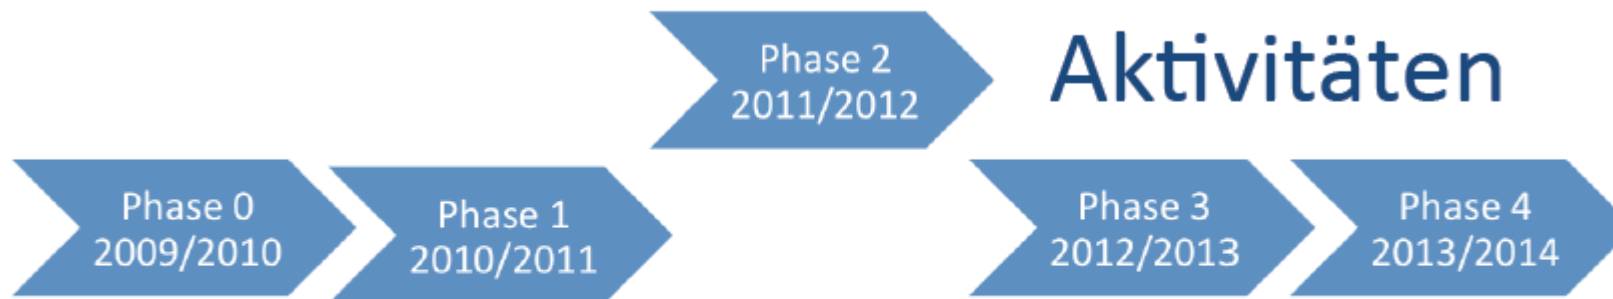 Phase 2
2011/2012
Aktivitäten
Phase 0
2009/2010
Phase 1
2010/2011
Phase 3
2012/2013
Phase 4
2013/2014